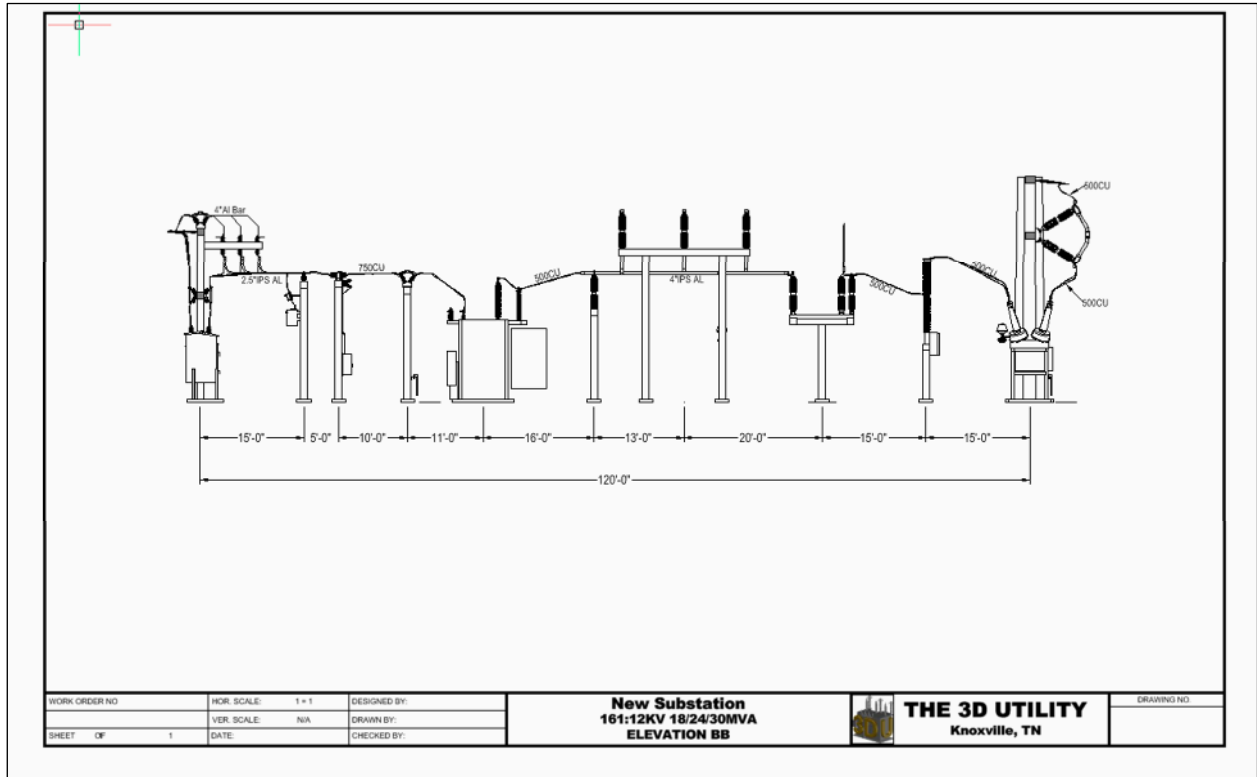 500CU
4"Al Bar
750CU
500CU
2.5"IPS AL
4"IPS AL
500CU
500CU
15'-0" 5'-0" 10'-0" 11'-0" 16'-0" 13'-0" 20'-0" 15'-0" 15'-0"
120'-0"
WORK ORDER NO
SHEET OF 1
HOR. SCALE: 1 = 1
VER. SCALE: N/A
DATE:
DESIGNED BY:
DRAWN BY:
CHECKED BY:
New Substation
161:12KV 18/24/30MVA
ELEVATION BB
3DU
THE 3D UTILITY
Knoxville, TN
DRAWING NO.